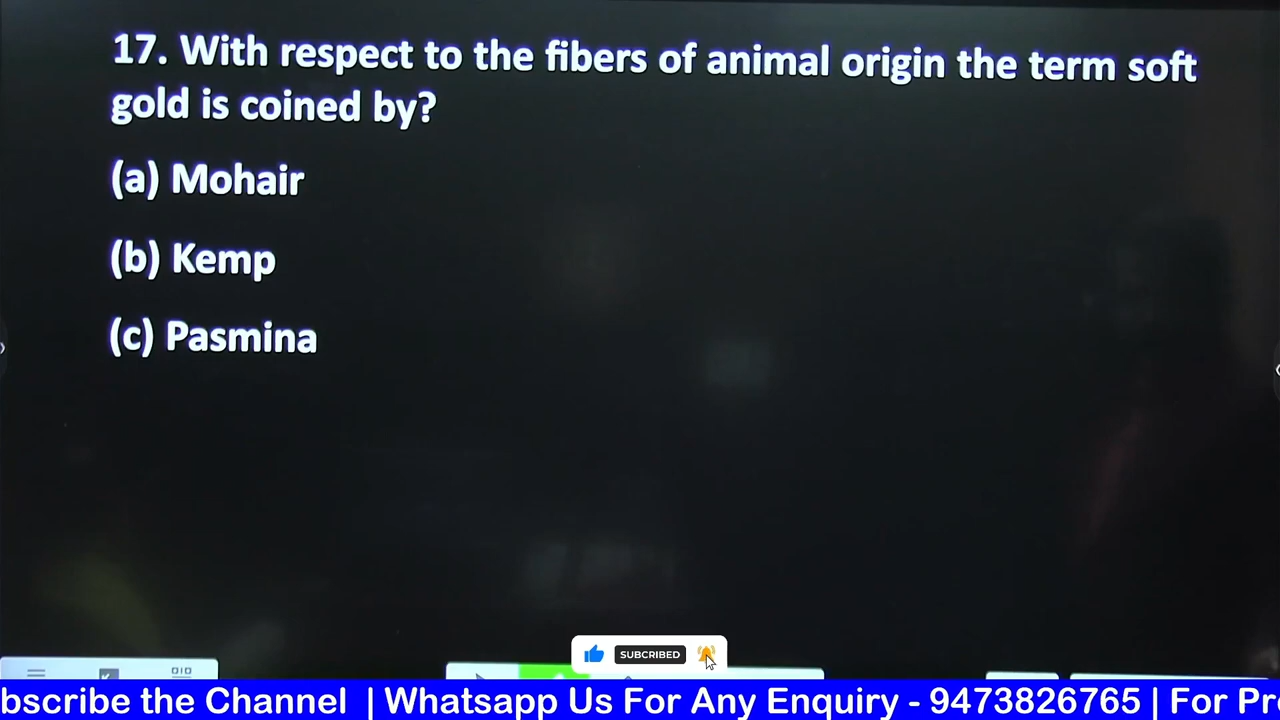 17. With respect to the fibers of animal origin the term soft
gold is coined by?
(a) Mohair
(b) Kemp
(c) Pasmina
SUBCRIBED
bscribe the Channel | Whatsapp Us For Any Enquiry - 9473826765 | For Pr